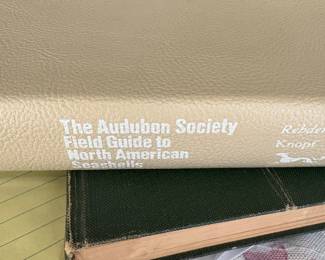 The Audubon Society
Field Guide to
North American
Seashells
Rehder
Knopf